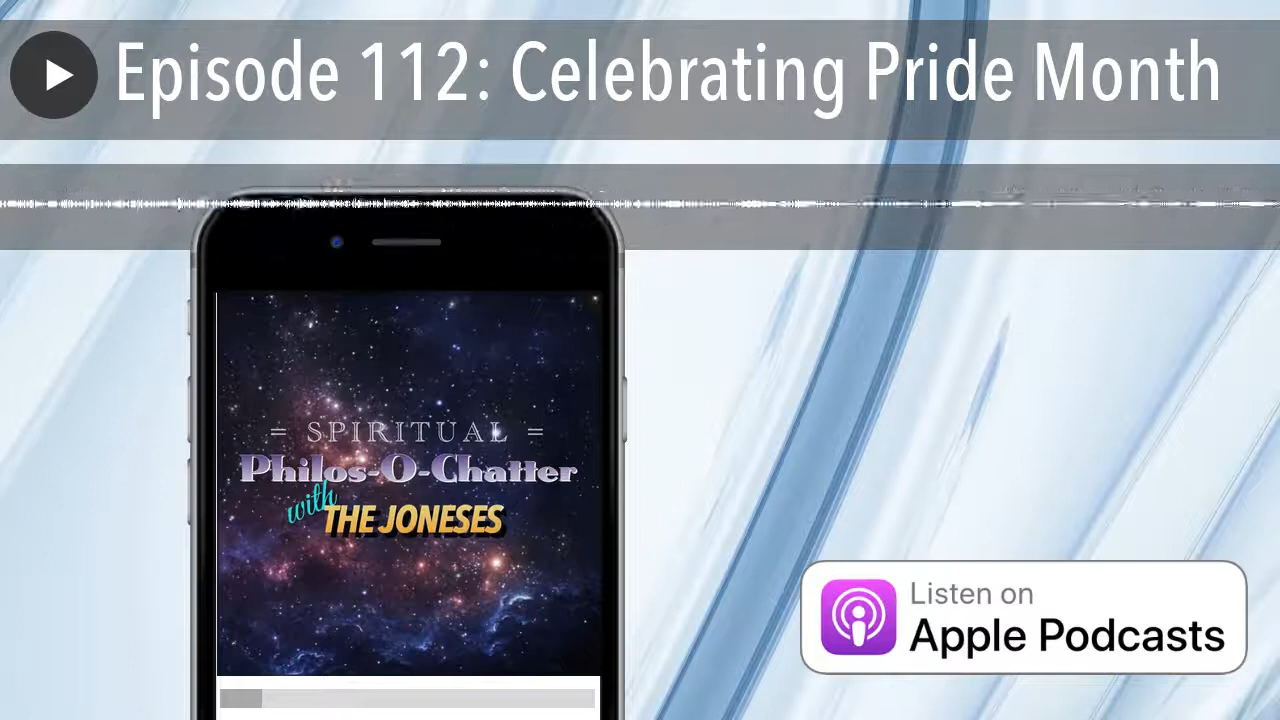 Episode 112: Celebrating Pride Month
= SPIRITUAL =
Philos-O-Chatter
with
THE JONESES
Listen on
Apple Podcasts